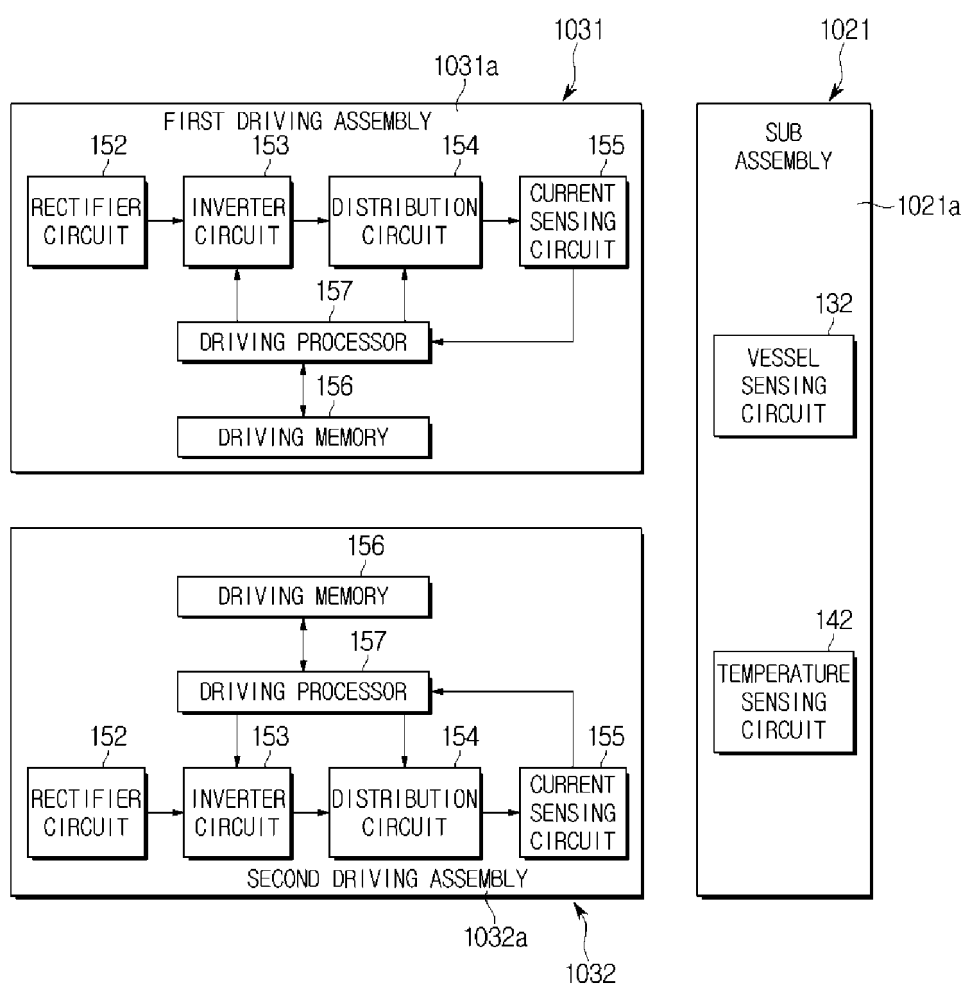 1031
1021
1031a
FIRST DRIVING ASSEMBLY
152
153
154
155
RECTIFIER
CIRCUIT
INVERTER
CIRCUIT
DISTRIBUTION
CIRCUIT
CURRENT
SENSING
CIRCUIT
157
DRIVING PROCESSOR
156
DRIVING MEMORY
SUB
ASSEMBLY
1021a
132
VESSEL
SENSING
CIRCUIT
156
DRIVING MEMORY
157
DRIVING PROCESSOR
152
153
154
155
RECTIFIER
CIRCUIT
INVERTER
CIRCUIT
DISTRIBUTION
CIRCUIT
CURRENT
SENSING
CIRCUIT
SECOND DRIVING ASSEMBLY
1032a
1032
142
TEMPERATURE
SENSING
CIRCUIT